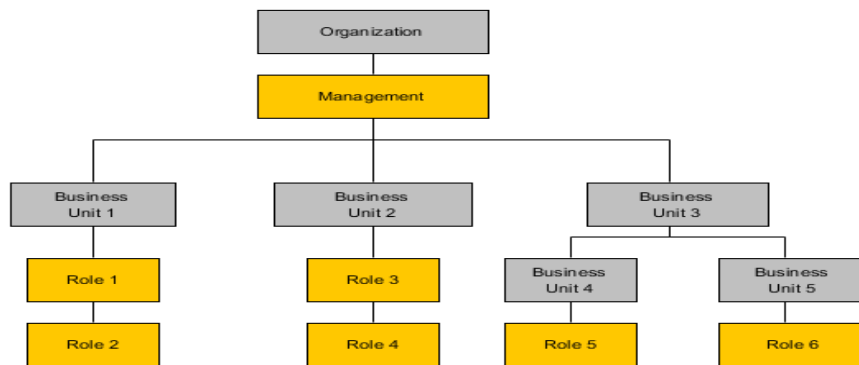 Organization
Management
Business
Unit 1
Business
Unit 2
Business
Unit 3
Role 1
Role 3
Business
Unit 4
Business
Unit 5
Role 2
Role 4
Role 5
Role 6